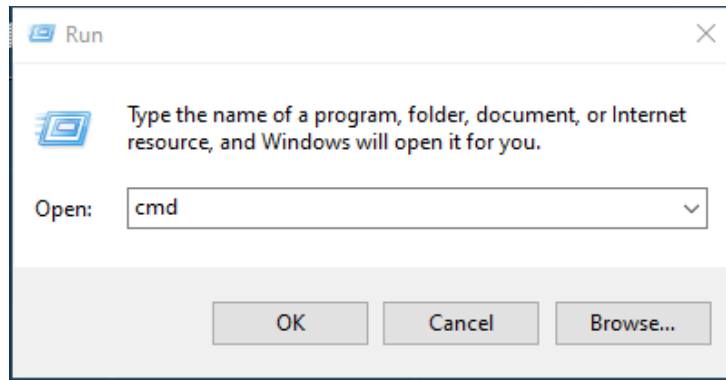 Run
Type the name of a program, folder, document, or Internet
resource, and Windows will open it for you.
Open: cmd
OK Cancel Browse...